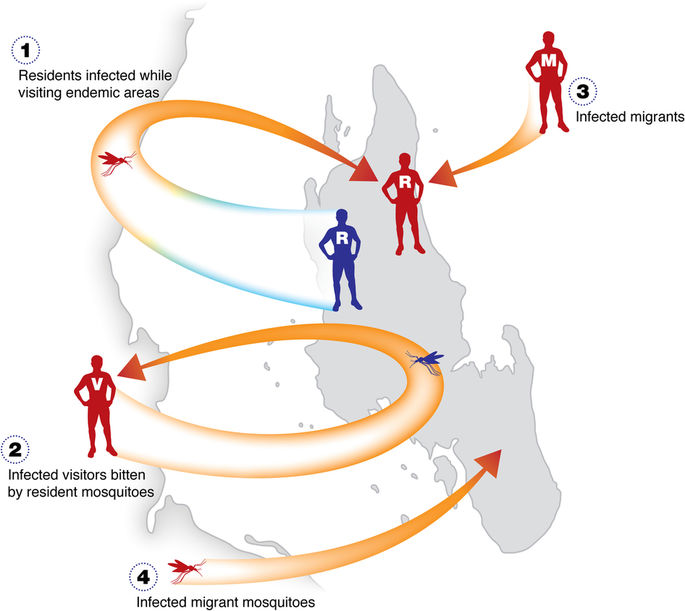 1
Residents infected while
visiting endemic areas
M
3
Infected migrants
R
R
V
2
Infected visitors bitten
by resident mosquitoes
4
Infected migrant mosquitoes